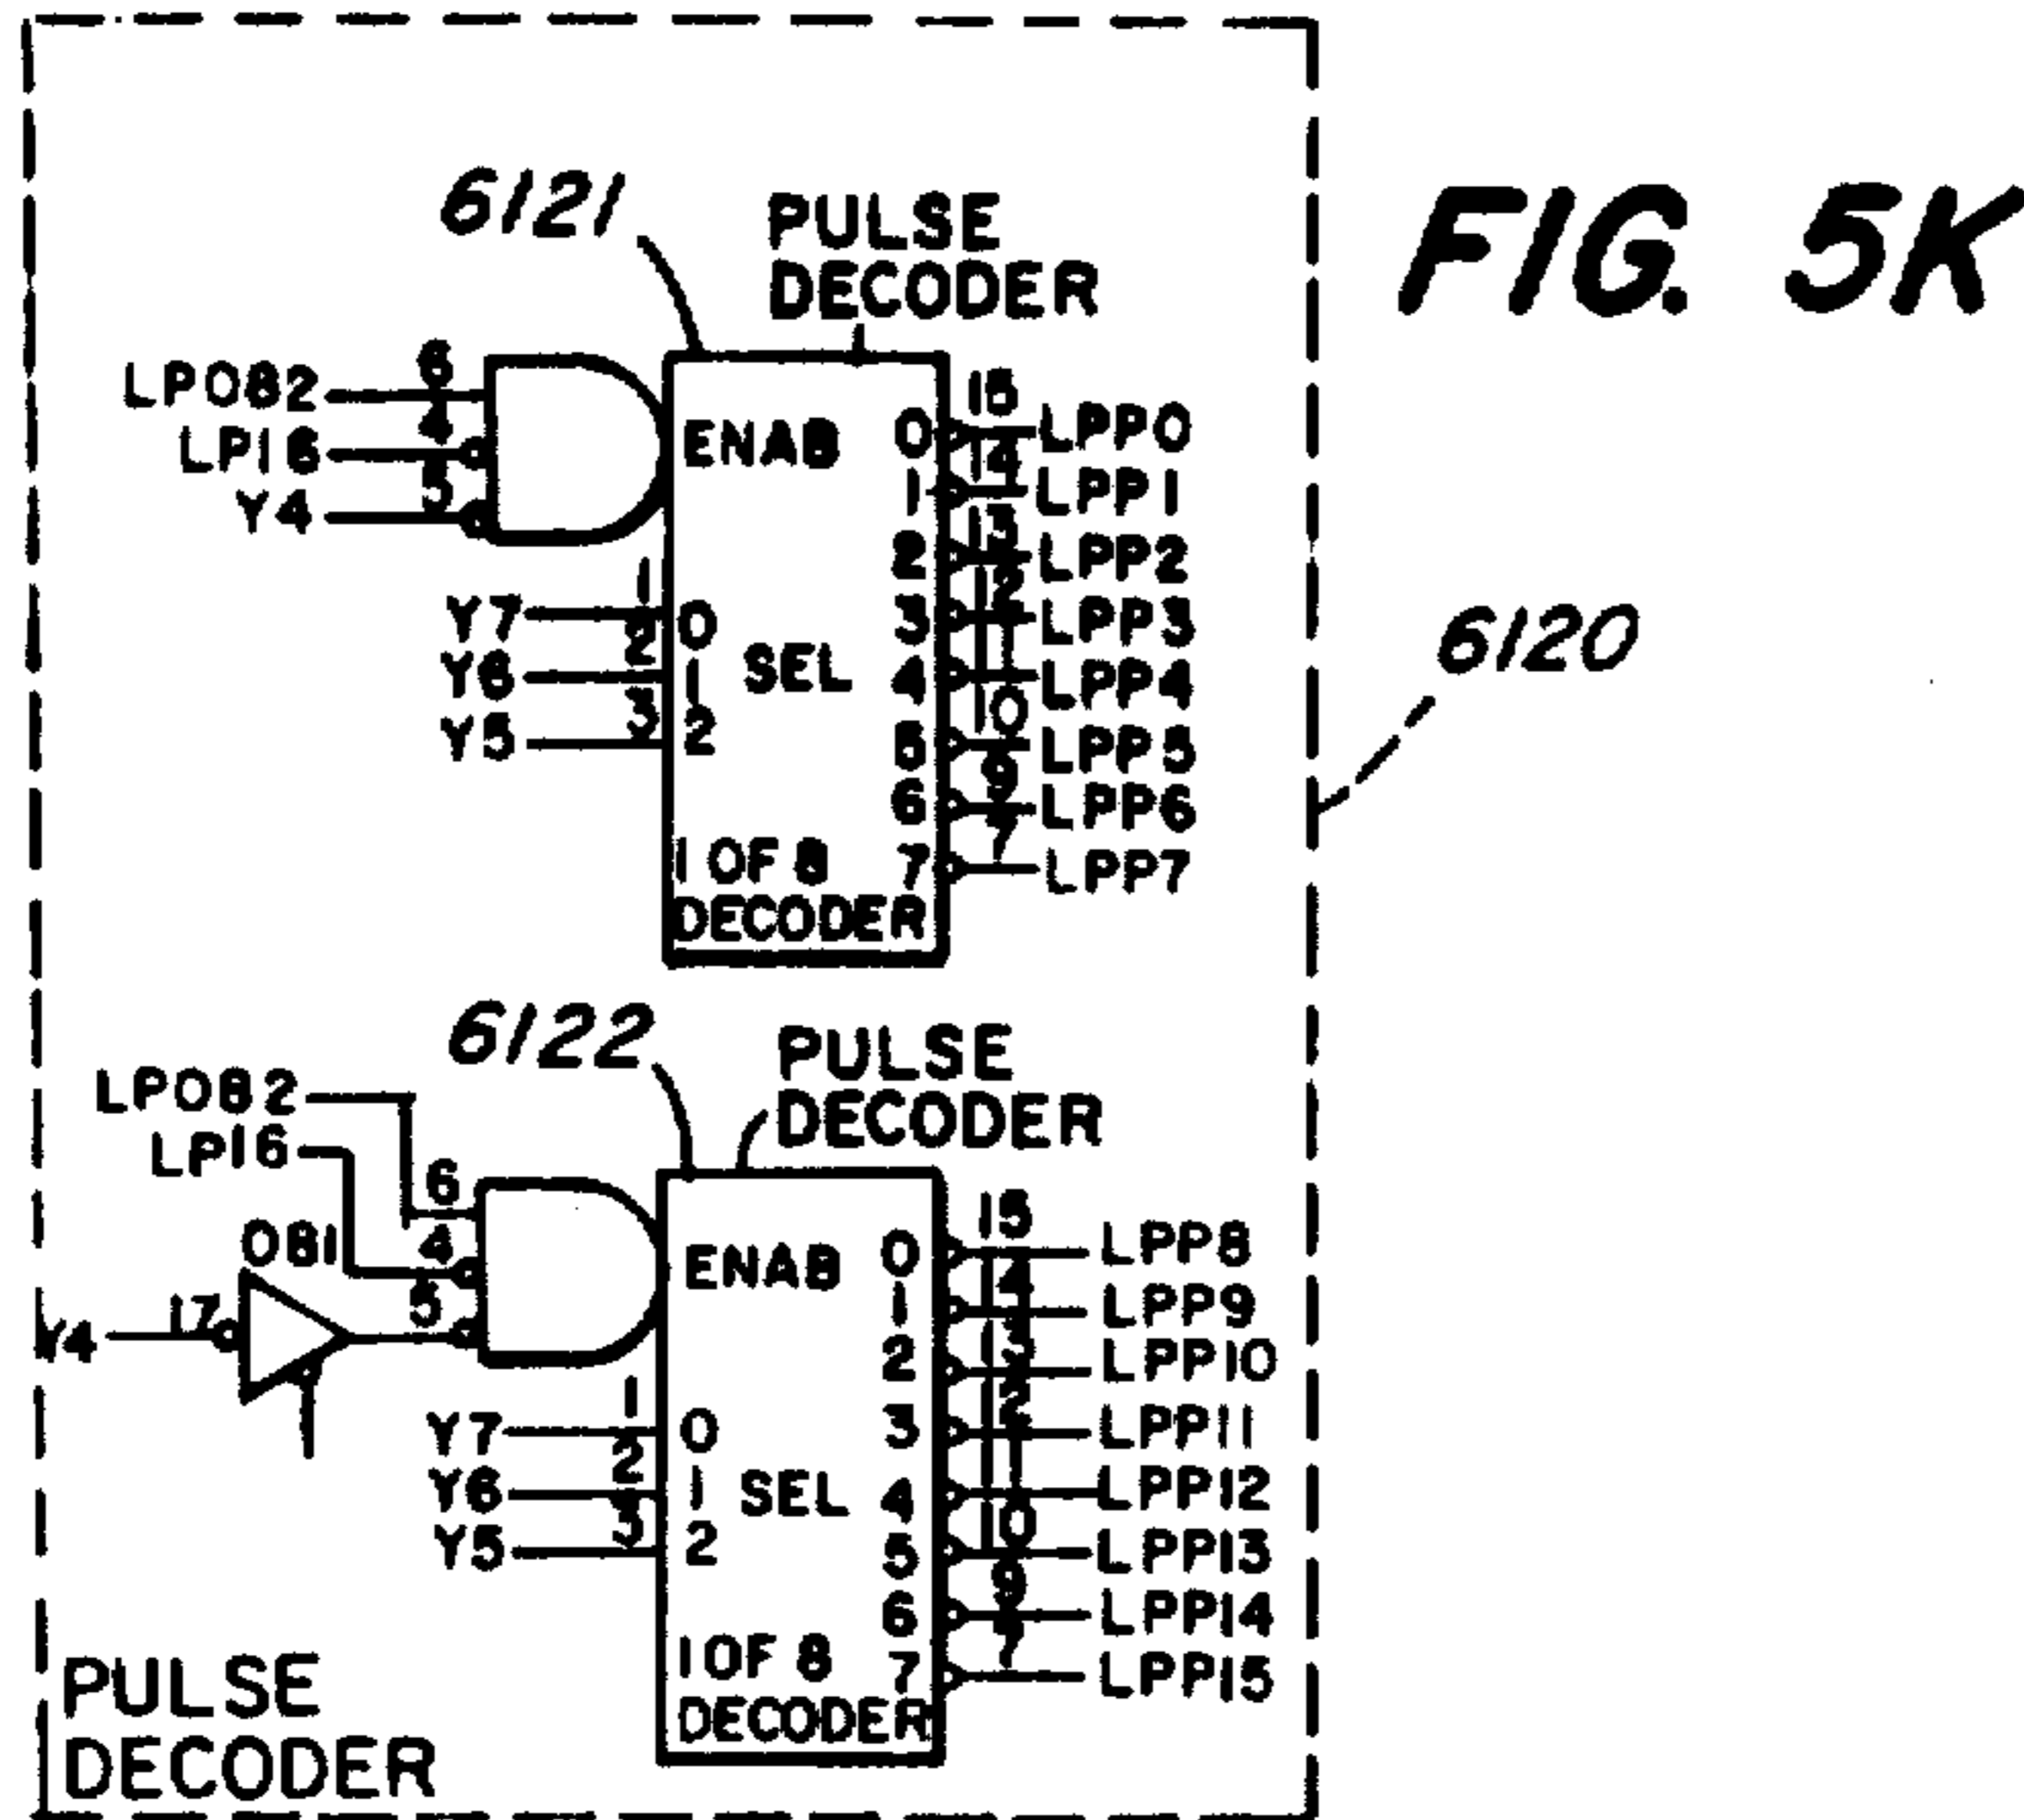 FIG. 5K
6121
PULSE
DECODER
LP082 6
LP16 4
Y4 5
ENAB
Y7 1 0
Y6 2 1
Y5 3 2
SEL
0 15 LPP0
1 14 LPP1
2 13 LPP2
3 12 LPP3
4 11 LPP4
5 10 LPP5
6 9 LPP6
7 7 LPP7
1 OF 8
DECODER
6120
6122
PULSE
DECODER
LP082 6
LP16 4
081
Y4 17 5
ENAB
Y7 1 0
Y6 2 1
Y5 3 2
SEL
0 15 LPP8
1 14 LPP9
2 13 LPP10
3 12 LPP11
4 11 LPP12
5 10 LPP13
6 9 LPP14
7 7 LPP15
1 OF 8
DECODER
PULSE
DECODER